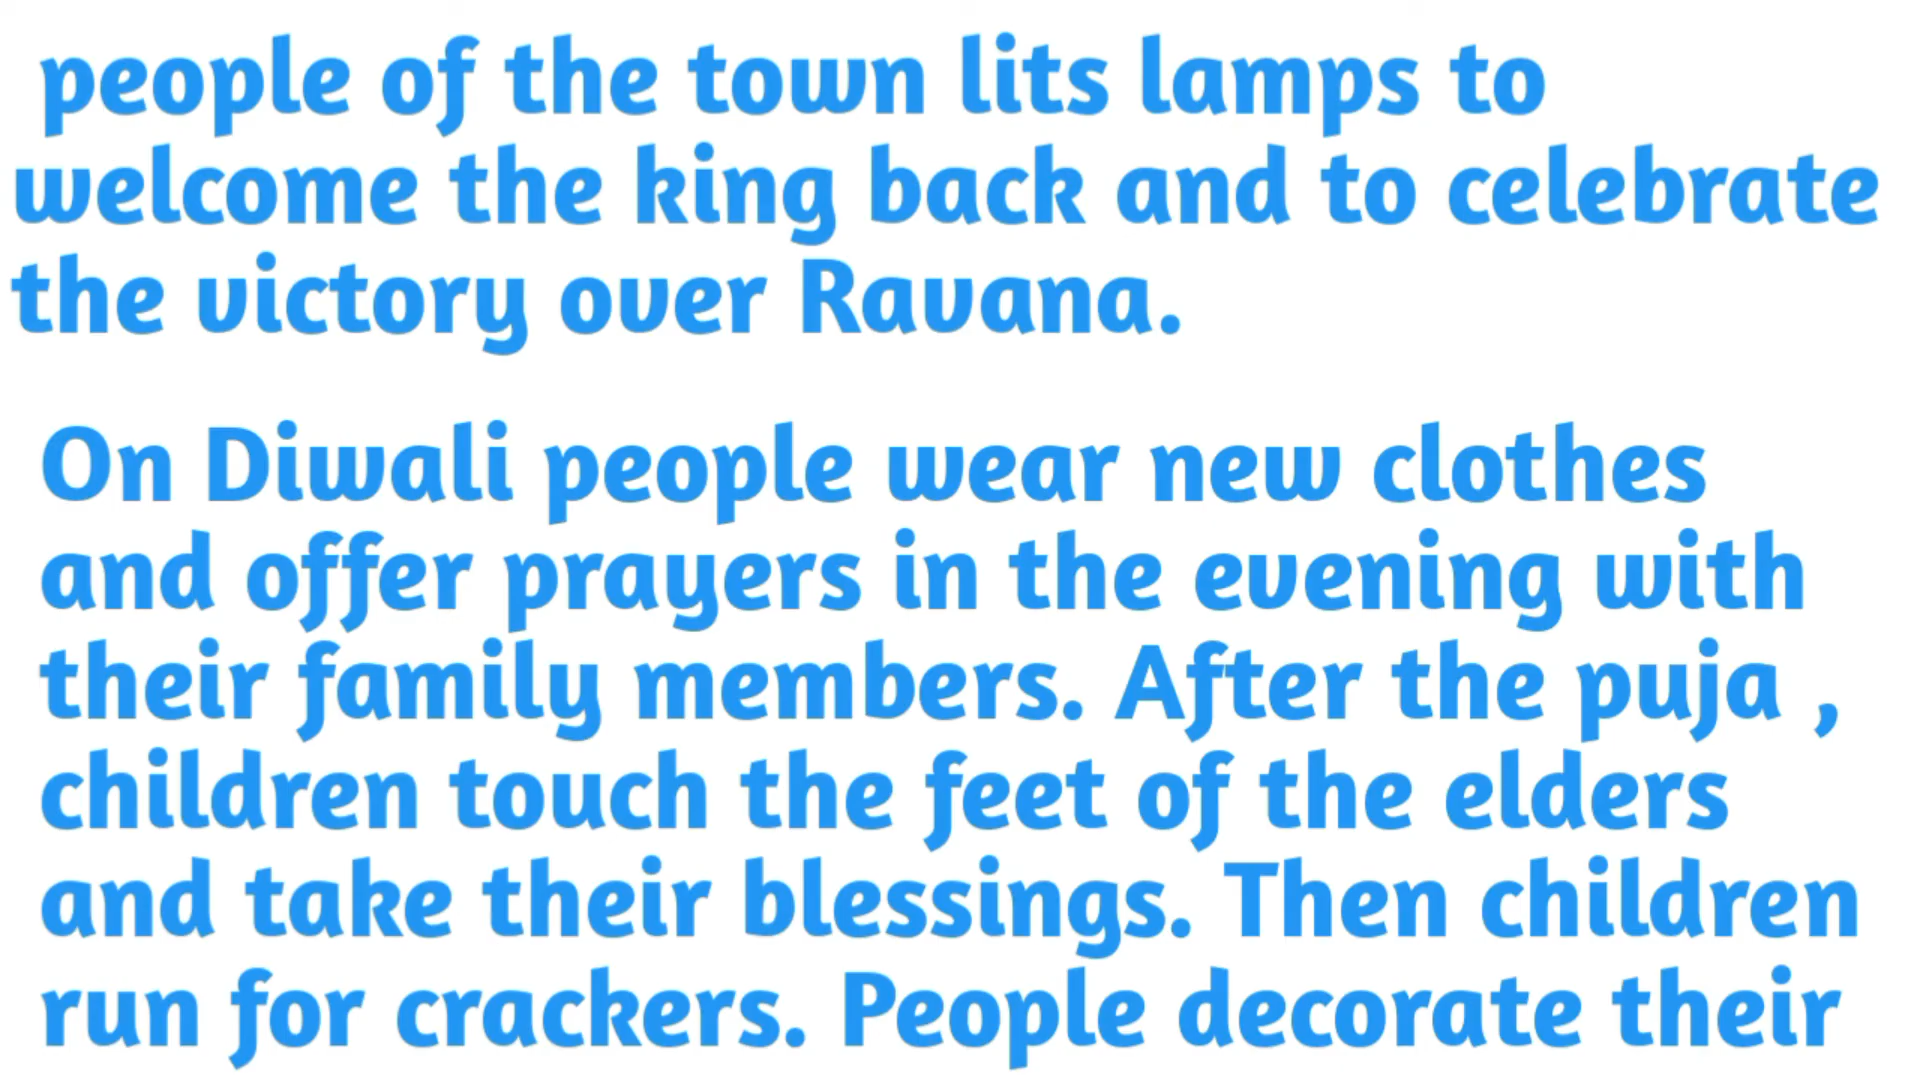 people of the town lits lamps to
welcome the king back and to celebrate
the victory over Ravana.
On Diwali people wear new clothes
and offer prayers in the evening with
their family members. After the puja ,
children touch the feet of the elders
and take their blessings. Then children
run for crackers. People decorate their